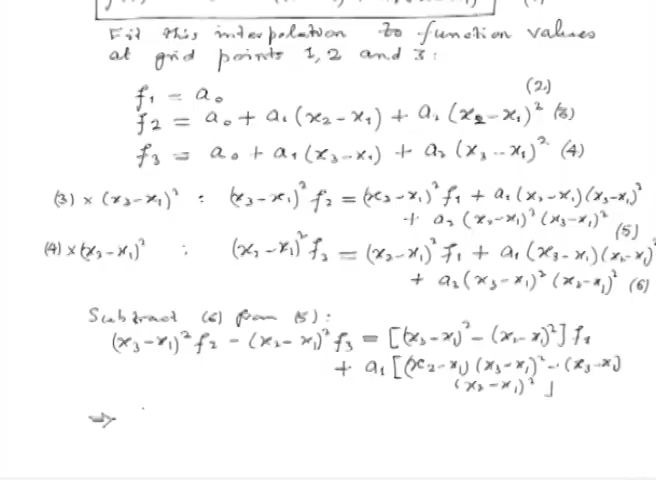 Fit this interpolation to function values
at grid points 1, 2 and 3:
f₁ = a₀ (2)
f₂ = a₀ + a₁ (x₂ - x₁) + a₂ (x₂ - x₁)² (3)
f₃ = a₀ + a₁ (x₃ - x₁) + a₂ (x₃ - x₁)² (4)
(3) × (x₃ - x₁)² : (x₃ - x₁)² f₂ = (x₃ - x₁)² f₁ + a₁ (x₂ - x₁) (x₃ - x₁)²
+ a₂ (x₂ - x₁)² (x₃ - x₁)² (5)
(4) × (x₂ - x₁)² : (x₂ - x₁)² f₃ = (x₂ - x₁)² f₁ + a₁ (x₃ - x₁) (x₂ - x₁)²
+ a₂ (x₃ - x₁)² (x₂ - x₁)² (6)
Subtract (6) from (5):
(x₃ - x₁)² f₂ - (x₂ - x₁)² f₃ = [(x₃ - x₁)² - (x₂ - x₁)²] f₁
+ a₁ [(x₂ - x₁) (x₃ - x₁)² - (x₃ - x₁)
(x₂ - x₁)²]
⇒